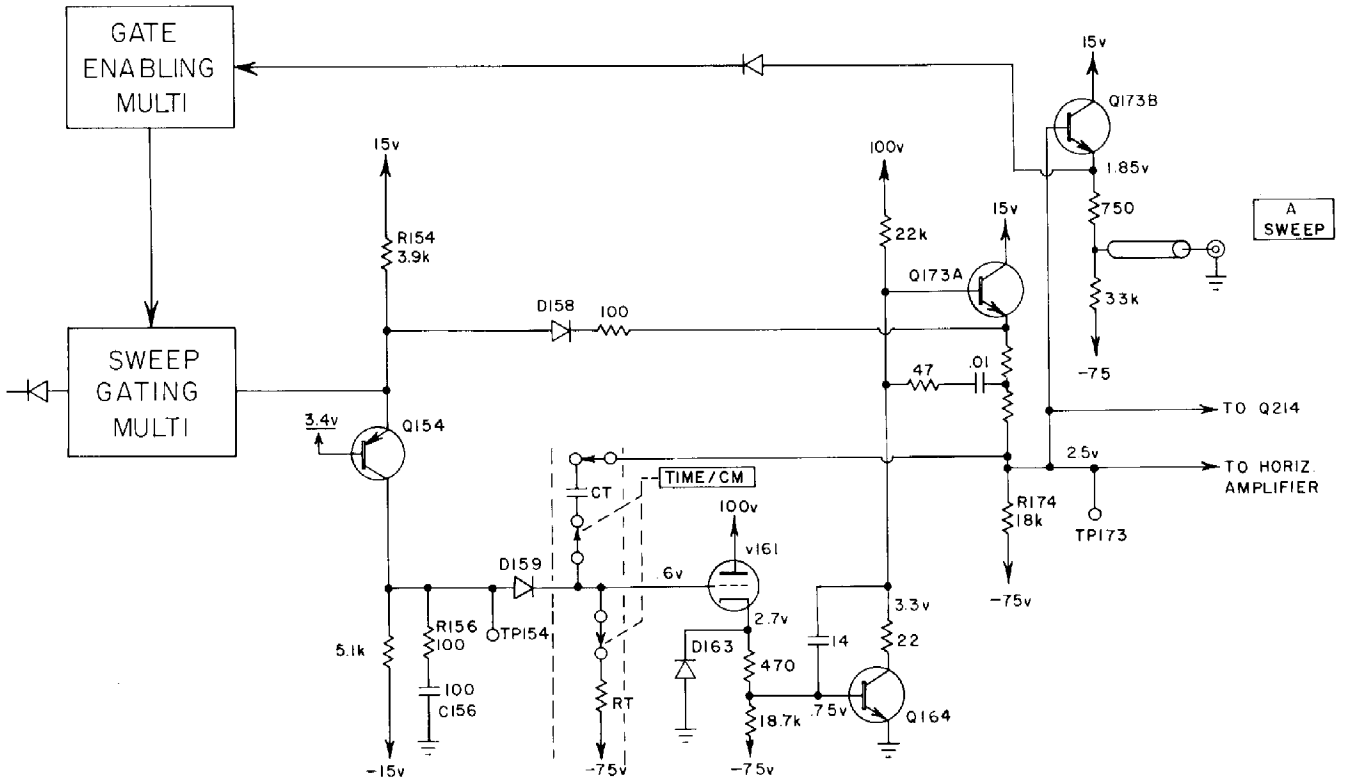 GATE
ENABLING
MULTI
15v
Q173B
1.85v
750
A
SWEEP
33k
-75
15v
R154
3.9k
100v
22k
15v
Q173A
D158
100
47
.01
SWEEP
GATING
MULTI
3.4v
Q154
TO Q214
2.5v
TO HORIZ.
AMPLIFIER
CT
TIME/CM
R174
18k
TP173
-75v
100v
v161
D159
.6v
2.7v
3.3v
R156
100
TP154
5.1k
100
C156
D163
470
14
22
RT
18.7k
.75v
Q164
-15v
-75v
-75v